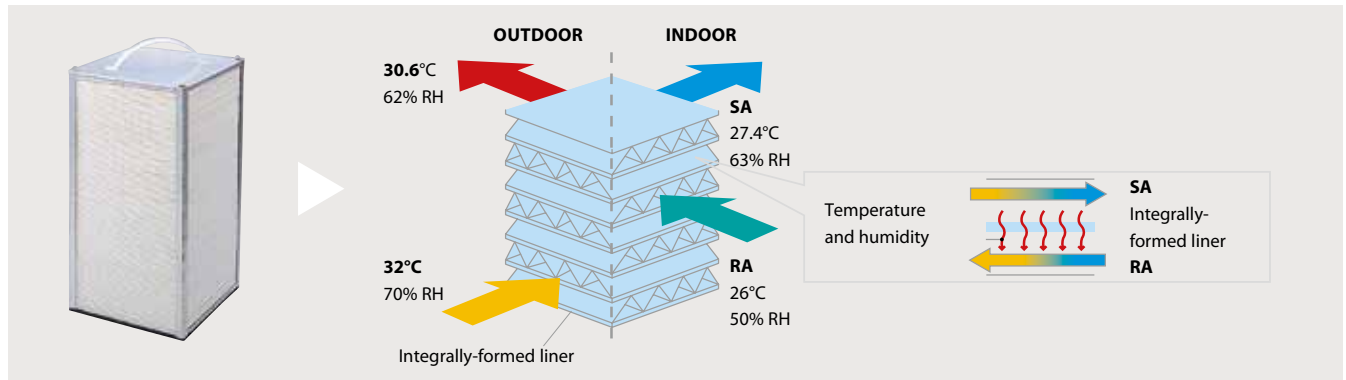 OUTDOOR
INDOOR
30.6°C
62% RH
SA
27.4°C
63% RH
Temperature
and humidity
SA
Integrally-
formed liner
RA
32°C
70% RH
RA
26°C
50% RH
Integrally-formed liner